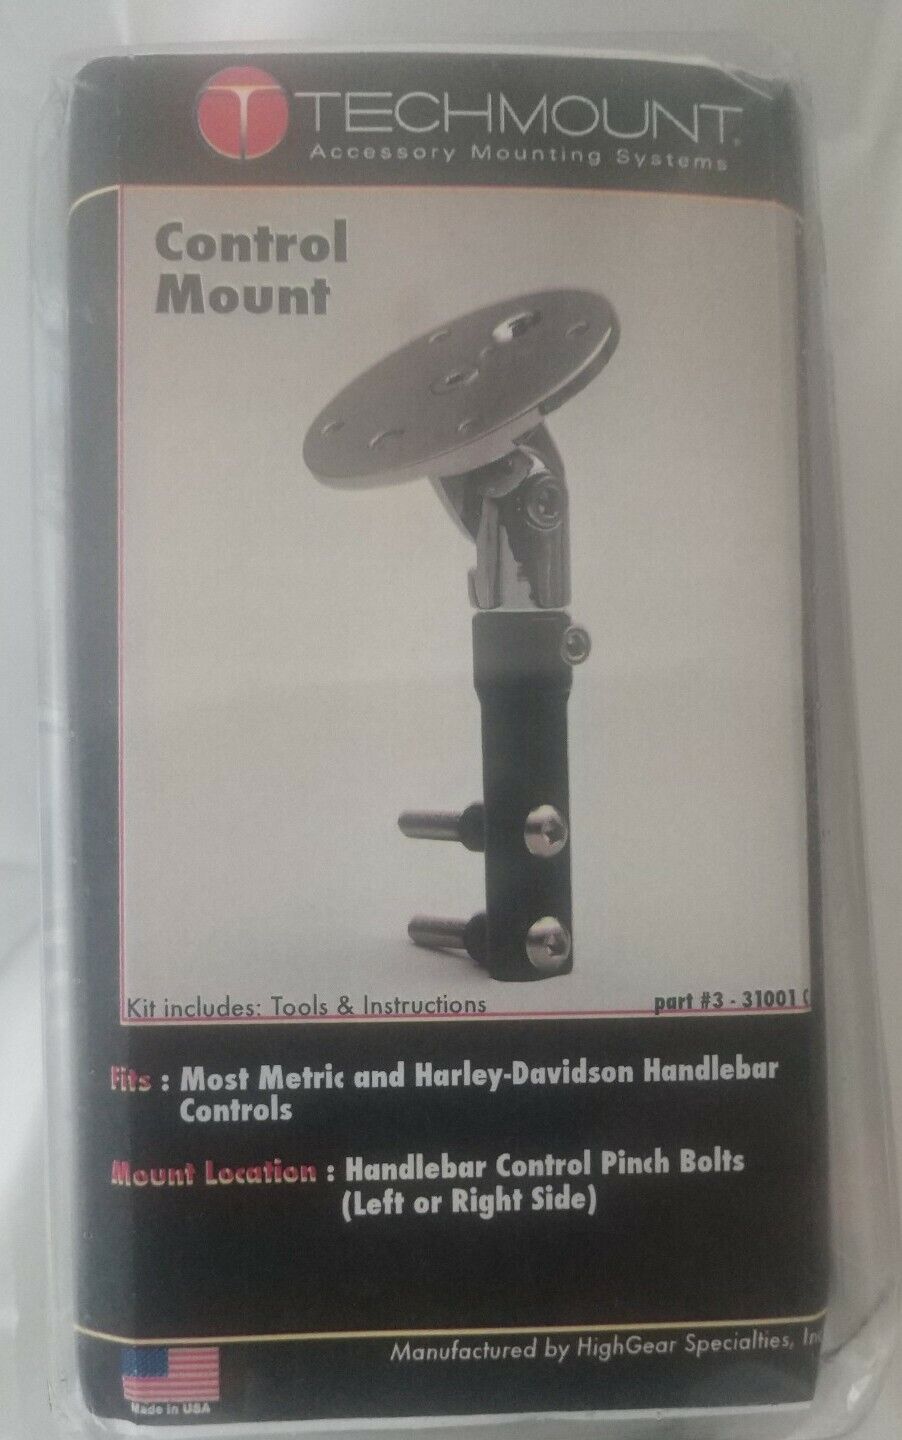 TECHMOUNT
Accessory Mounting Systems
Control
Mount
Kit includes: Tools & Instructions
part #3 - 31001
Fits : Most Metric and Harley-Davidson Handlebar
Controls
Mount Location : Handlebar Control Pinch Bolts
(Left or Right Side)
Manufactured by HighGear Specialties, Inc
Made in USA